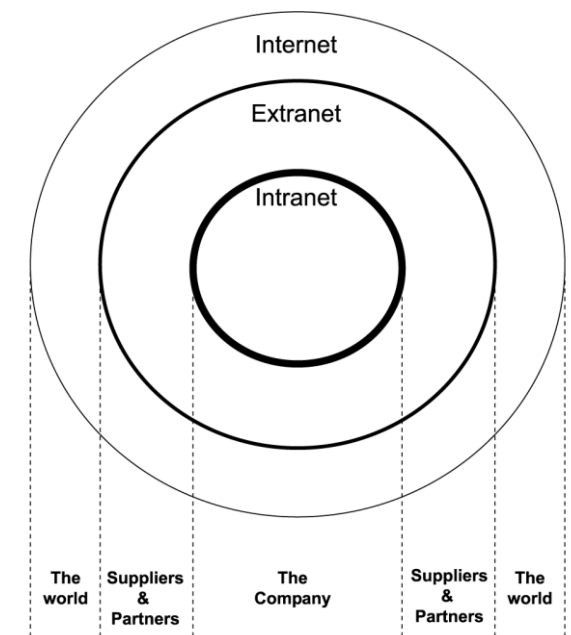 Internet
Extranet
Intranet
The
world
Suppliers
&
Partners
The
Company
Suppliers
&
Partners
The
world